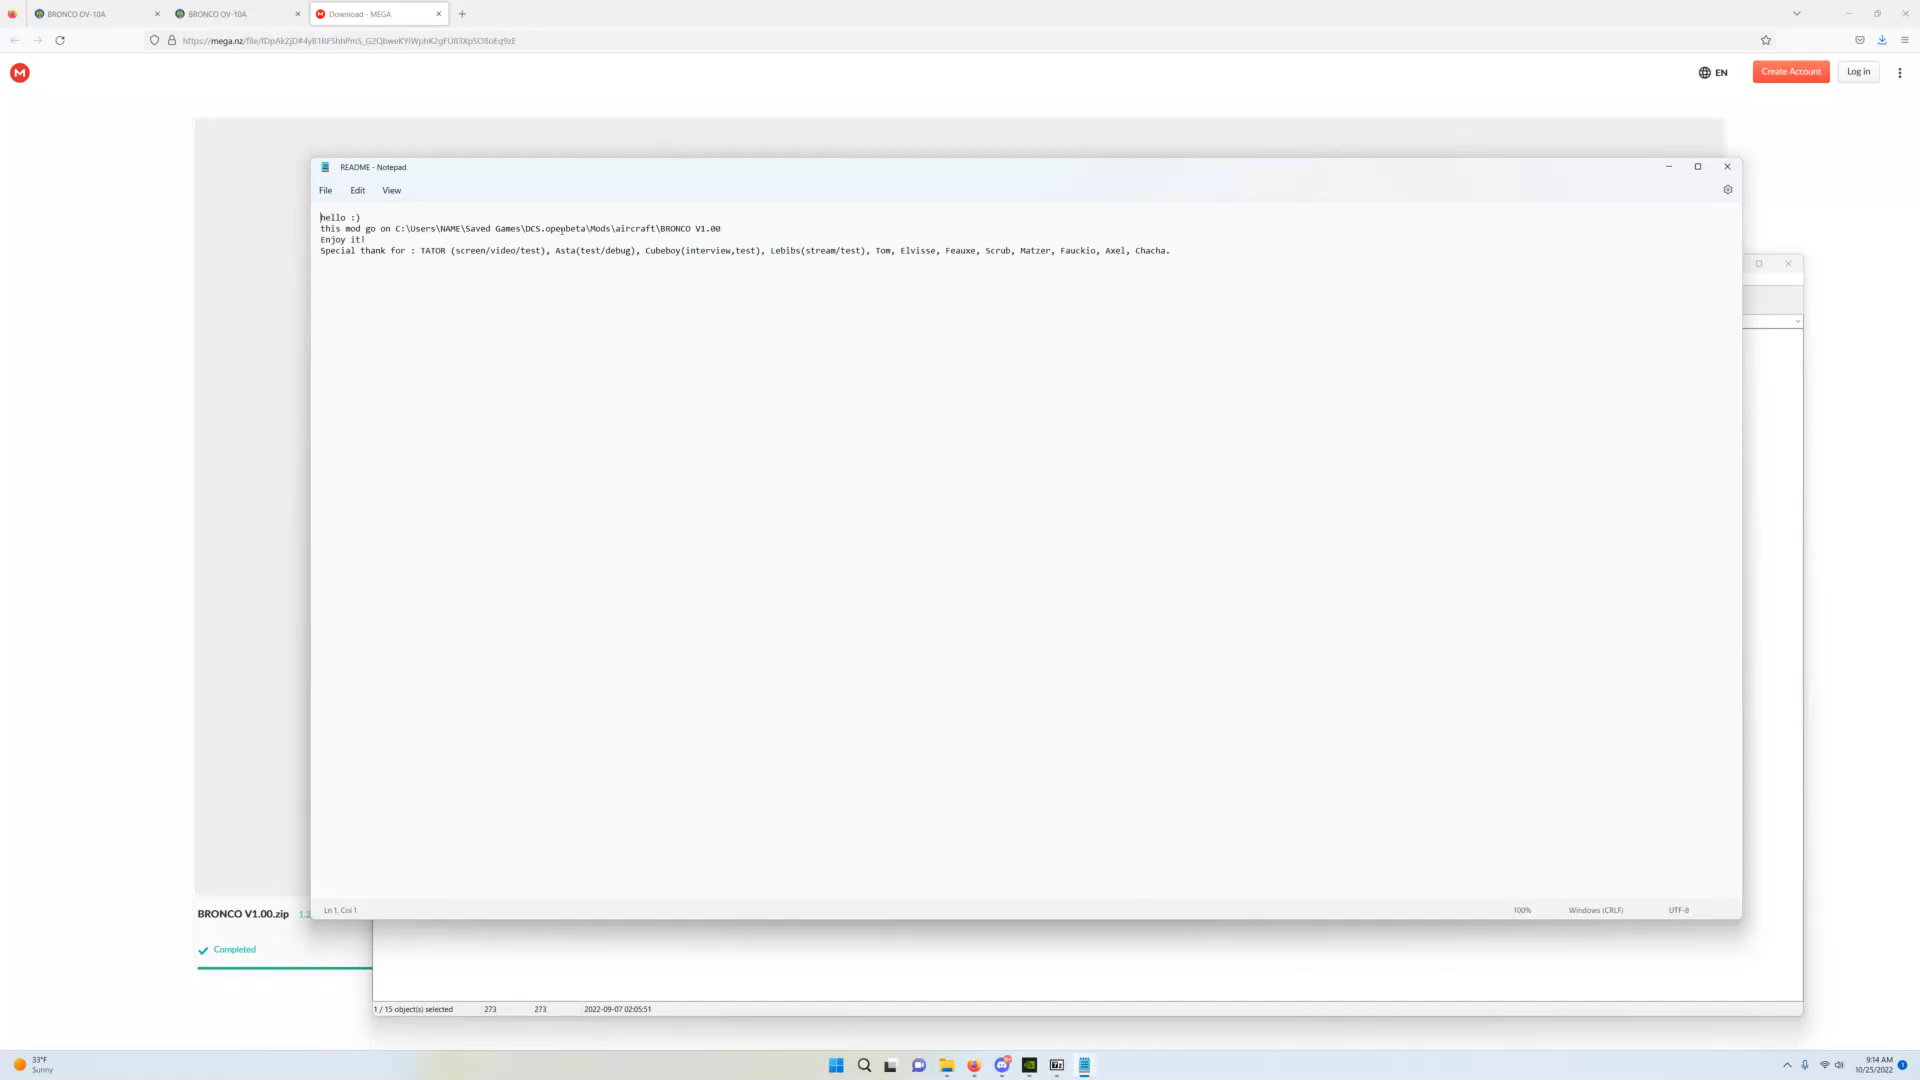 BRONCO OV-10A
BRONCO OV-10A
Download - MEGA
M
EN
Create Account
Log in
README - Notepad
File Edit View
hello :)
this mod go on C:\Users\NAME\Saved Games\DCS.openbeta\Mods\aircraft\BRONCO V1.00
Enjoy it!
Special thank for : TATOR (screen/video/test), Asta(test/debug), Cubeboy(interview,test), Lebibs(stream/test), Tom, Elvisse, Feauxe, Scrub, Matzer, Fauckio, Axel, Chacha.
Ln 1, Col 1 100% Windows (CRLF) UTF-8
BRONCO V1.00.zip
Completed
1 / 15 object(s) selected 273 273 2022-09-07 02:05:51
33°F
Sunny
9:14 AM
10/25/2022